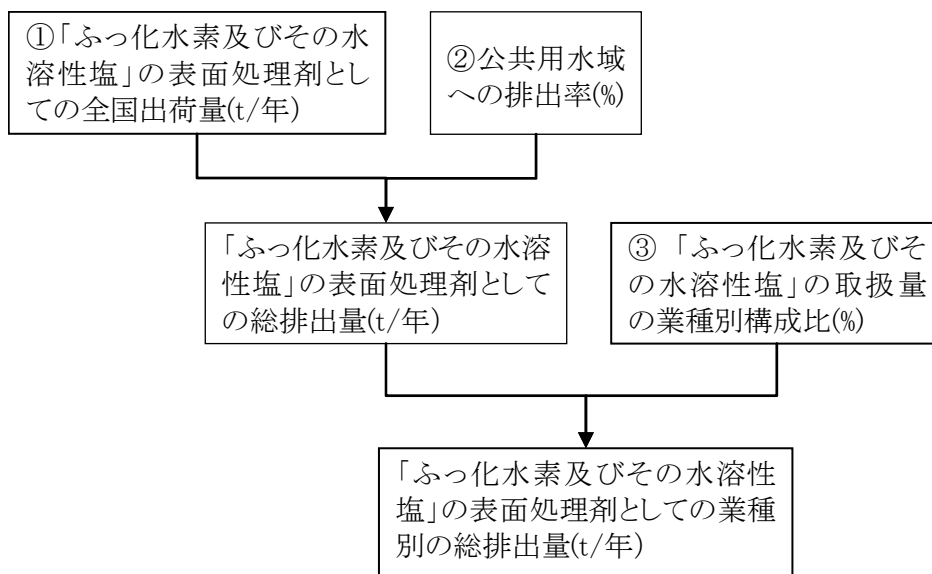 ①「ふっ化水素及びその水
溶性塩」の表面処理剤とし
ての全国出荷量(t/年)
②公共用水域
への排出率(%)
「ふっ化水素及びその水溶
性塩」の表面処理剤として
の総排出量(t/年)
③「ふっ化水素及びそ
の水溶性塩」の取扱量
の業種別構成比(%)
「ふっ化水素及びその水溶性
塩」の表面処理剤としての業種
別の総排出量(t/年)